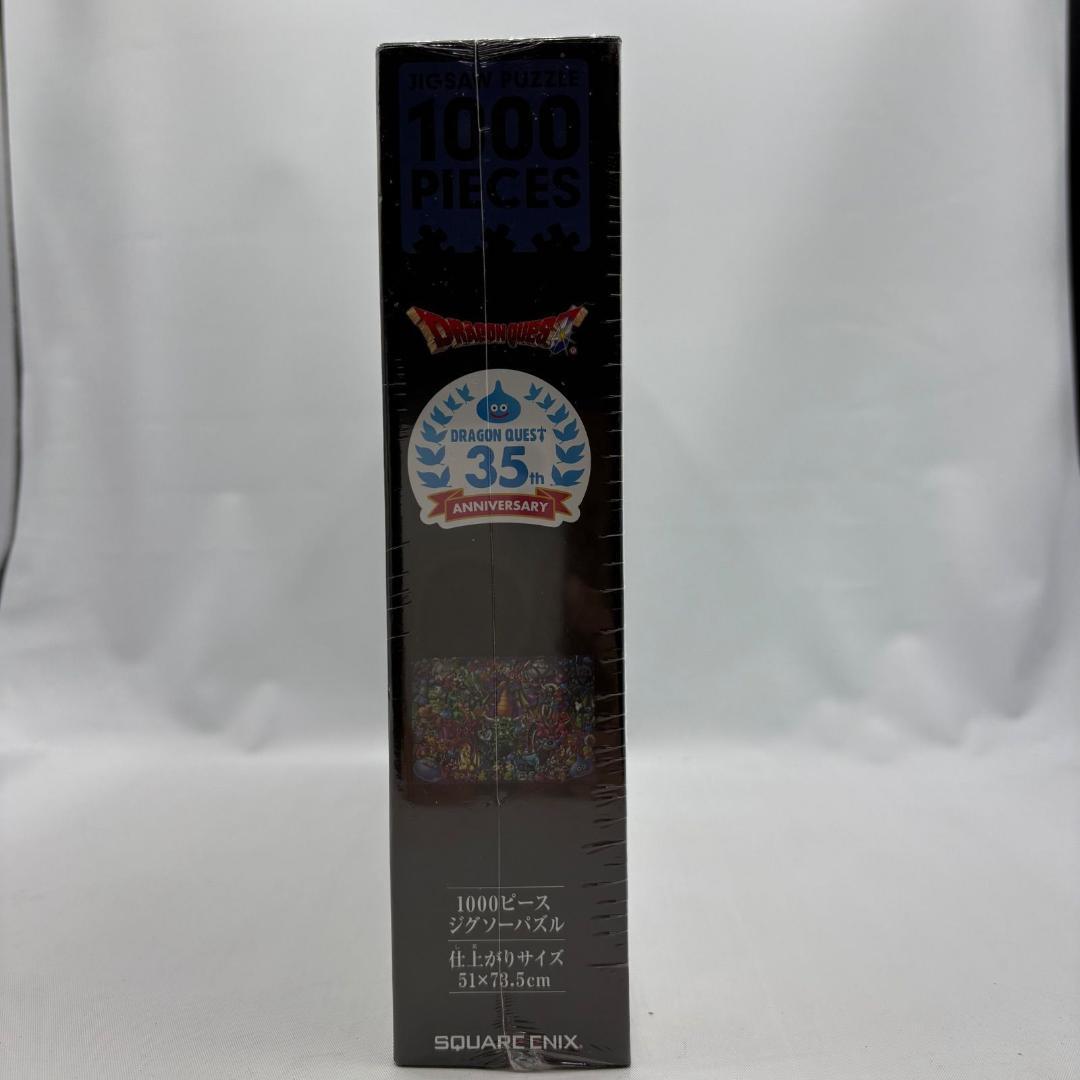 JIGSAW PUZZLE
1000
PIECES
DRAGON QUEST
DRAGON QUEST
35th
ANNIVERSARY
1000ピース
ジグソーパズル
仕上がりサイズ
51×73.5cm
SQUARE ENIX